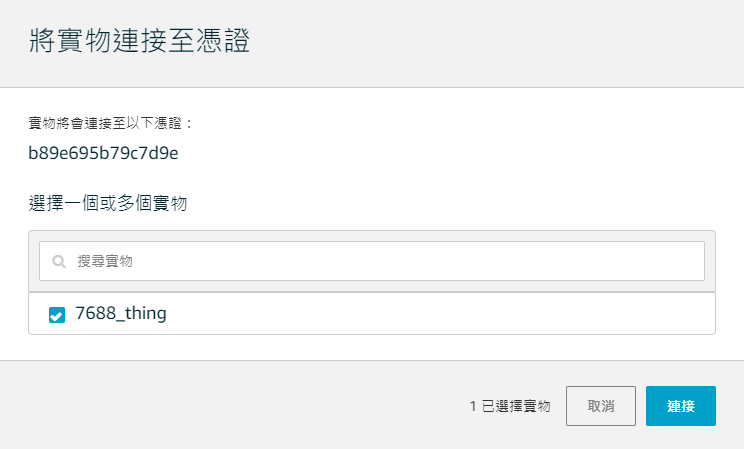 將實物連接至憑證
實物將會連接至以下憑證：
b89e695b79c7d9e
選擇一個或多個實物
搜尋實物
7688_thing
1 已選擇實物
取消
連接